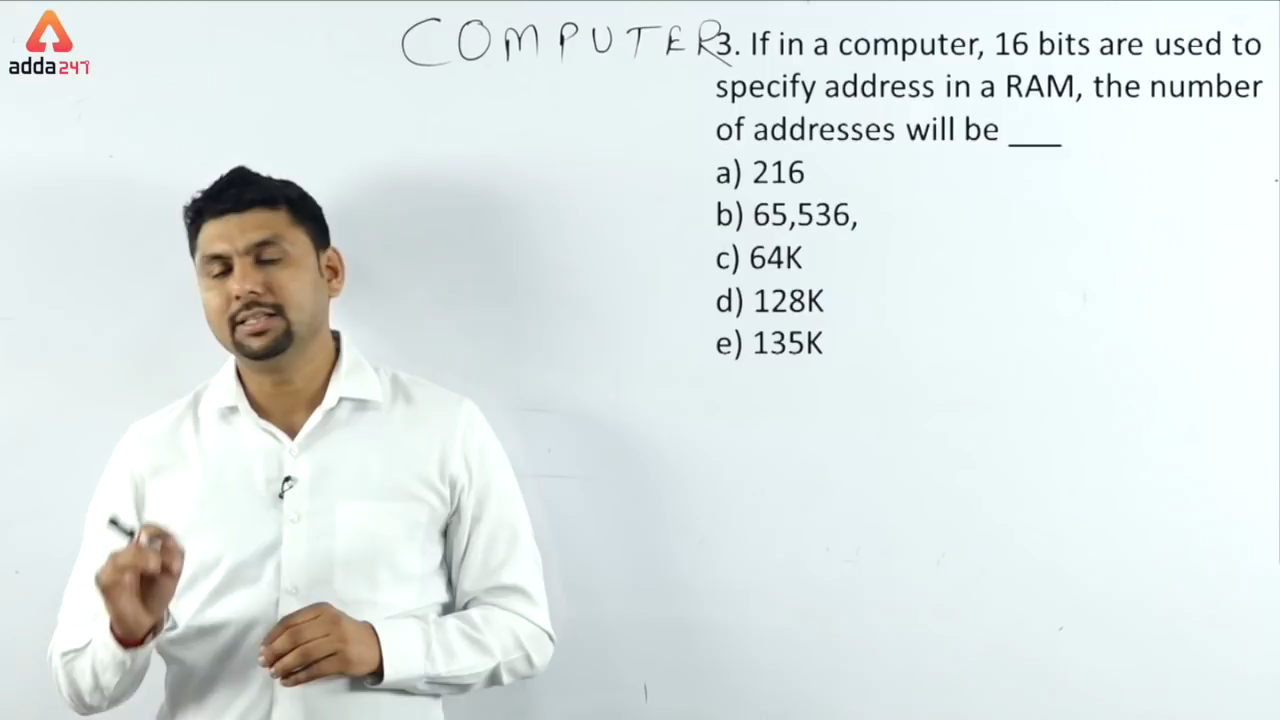 adda247
COMPUTER
3. If in a computer, 16 bits are used to
specify address in a RAM, the number
of addresses will be ___
a) 216
b) 65,536,
c) 64K
d) 128K
e) 135K